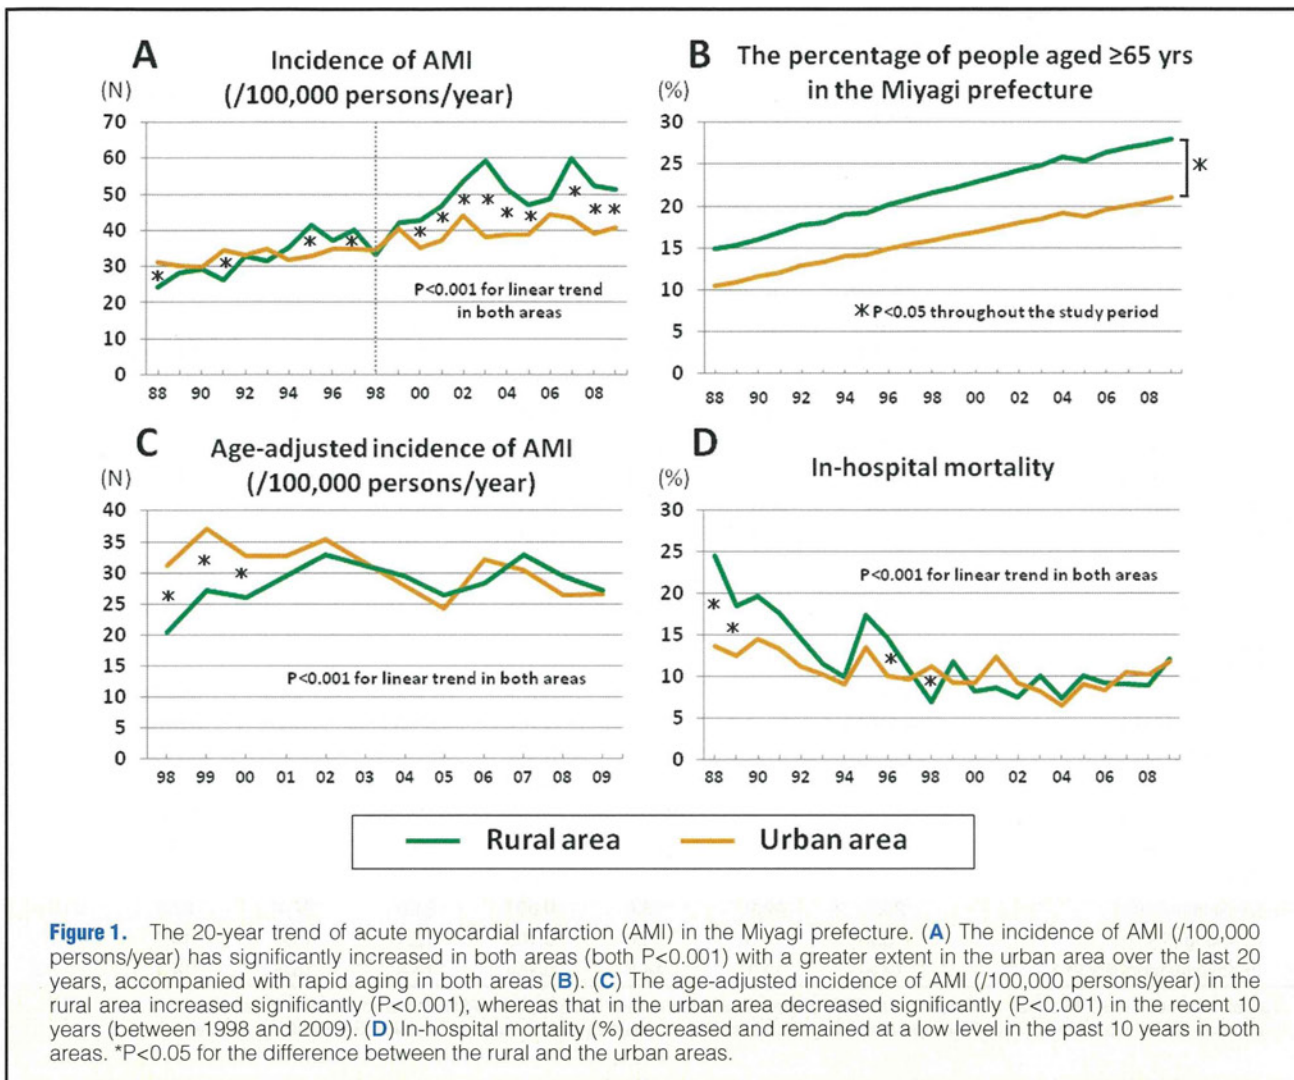 A
Incidence of AMI
(/100,000 persons/year)
(N)
70
60
50
40
30
20
10
0
P<0.001 for linear trend
in both areas
88 90 92 94 96 98 00 02 04 06 08
B
The percentage of people aged ≥65 yrs
in the Miyagi prefecture
(%)
30
25
20
15
10
5
0
*
* P<0.05 throughout the study period
88 90 92 94 96 98 00 02 04 06 08
C
Age-adjusted incidence of AMI
(/100,000 persons/year)
(N)
40
35
30
25
20
15
10
5
0
P<0.001 for linear trend in both areas
98 99 00 01 02 03 04 05 06 07 08 09
D
In-hospital mortality
(%)
30
25
20
15
10
5
0
P<0.001 for linear trend in both areas
88 90 92 94 96 98 00 02 04 06 08
Rural area Urban area
Figure 1. The 20-year trend of acute myocardial infarction (AMI) in the Miyagi prefecture. (A) The incidence of AMI (/100,000
persons/year) has significantly increased in both areas (both P<0.001) with a greater extent in the urban area over the last 20
years, accompanied with rapid aging in both areas (B). (C) The age-adjusted incidence of AMI (/100,000 persons/year) in the
rural area increased significantly (P<0.001), whereas that in the urban area decreased significantly (P<0.001) in the recent 10
years (between 1998 and 2009). (D) In-hospital mortality (%) decreased and remained at a low level in the past 10 years in both
areas. *P<0.05 for the difference between the rural and the urban areas.